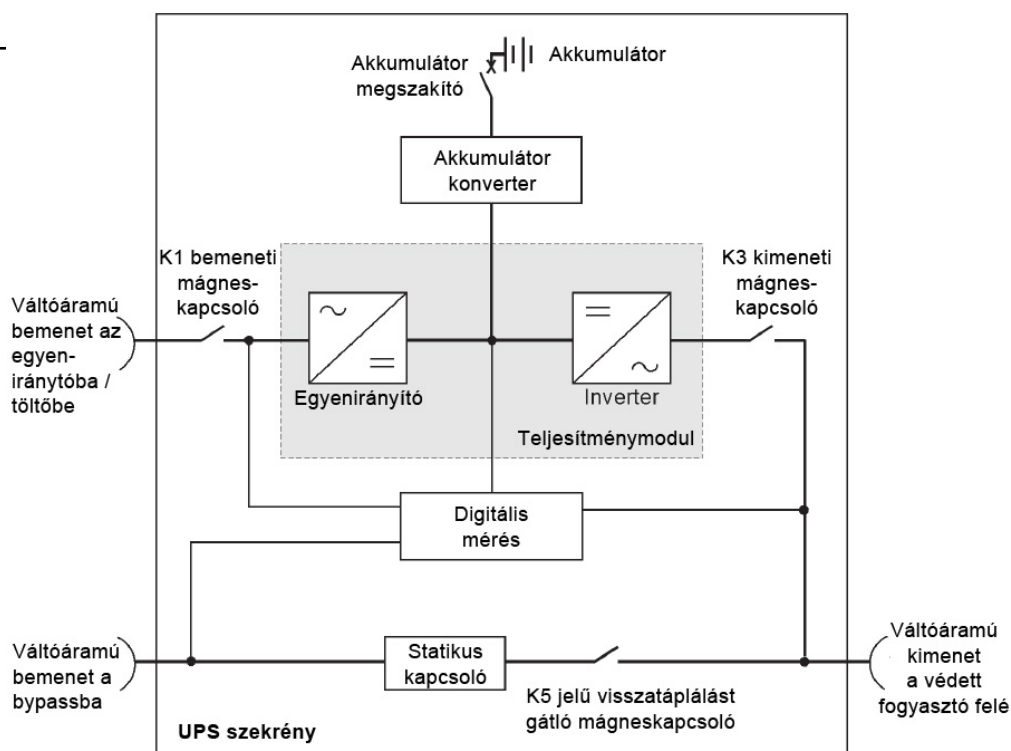 Akkumulátor
megszakító
Akkumulátor
Akkumulátor
konverter
K1 bemeneti
mágnes-
kapcsoló
K3 kimeneti
mágnes-
kapcsoló
Váltóáramú
bemenet az
egyen-
iránytóba /
töltőbe
Egyenirányító
Inverter
Teljesítménymodul
Digitális
mérés
Váltóáramú
bemenet a
bypassba
Statikus
kapcsoló
K5 jelű visszatáplálást
gátló mágneskapcsoló
Váltóáramú
kimenet
a védett
fogyasztó felé
UPS szekrény